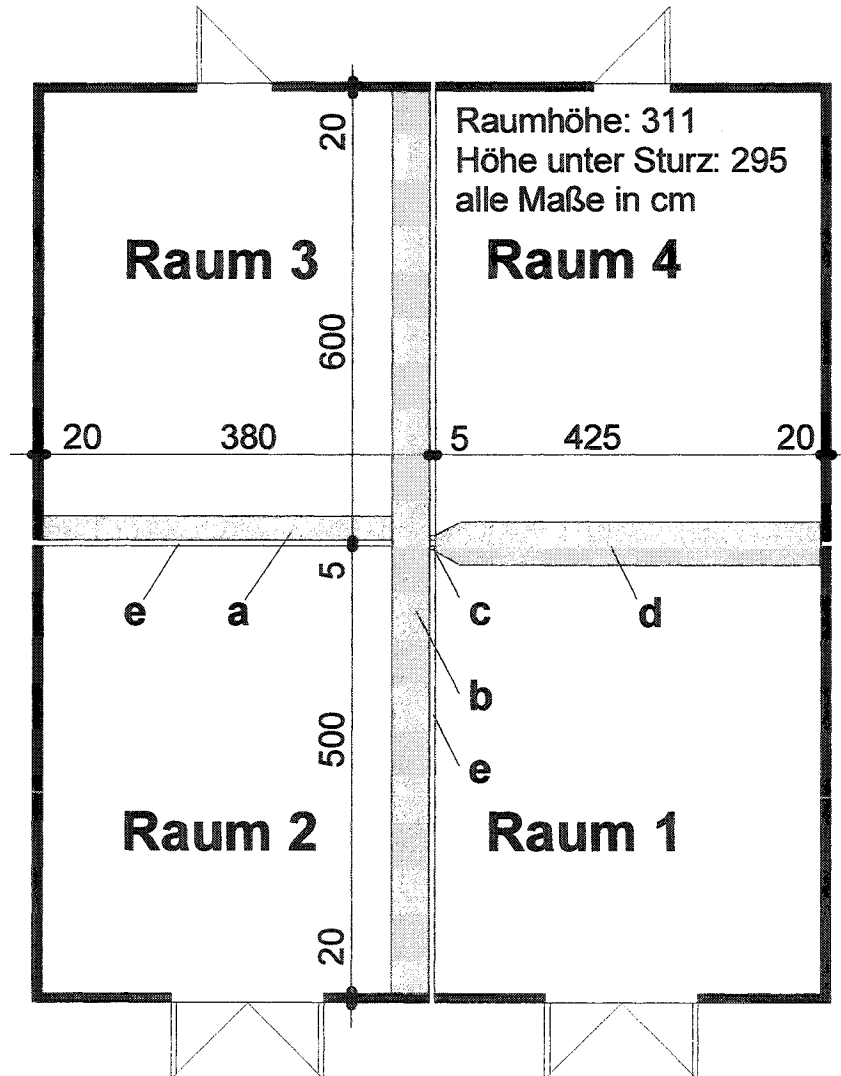 20
Raumhöhe: 311
Höhe unter Sturz: 295
alle Maße in cm
Raum 3
Raum 4
600
20 380 5 425 20
e a 5 c d
b
500
e
Raum 2
Raum 1
20